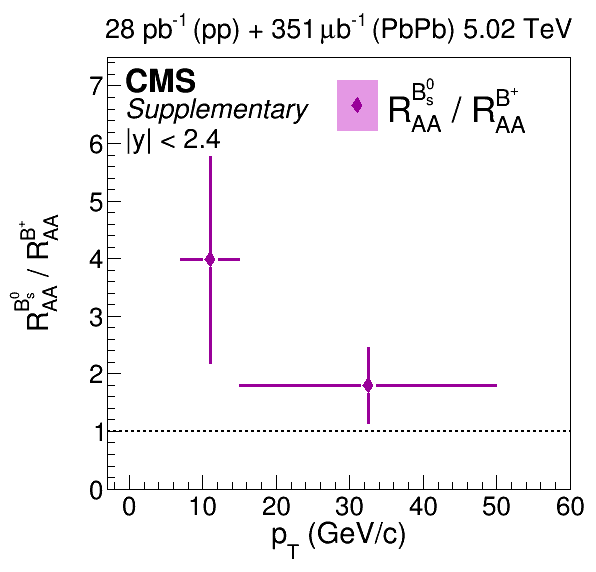 28 pb⁻¹ (pp) + 351 μb⁻¹ (PbPb) 5.02 TeV
CMS
Supplementary
|y| < 2.4
R_AA^{B_s^0} / R_AA^{B^+}
R_AA^{B_s^0} / R_AA^{B^+}
7
6
5
4
3
2
1
0
0 10 20 30 40 50 60
p_T (GeV/c)